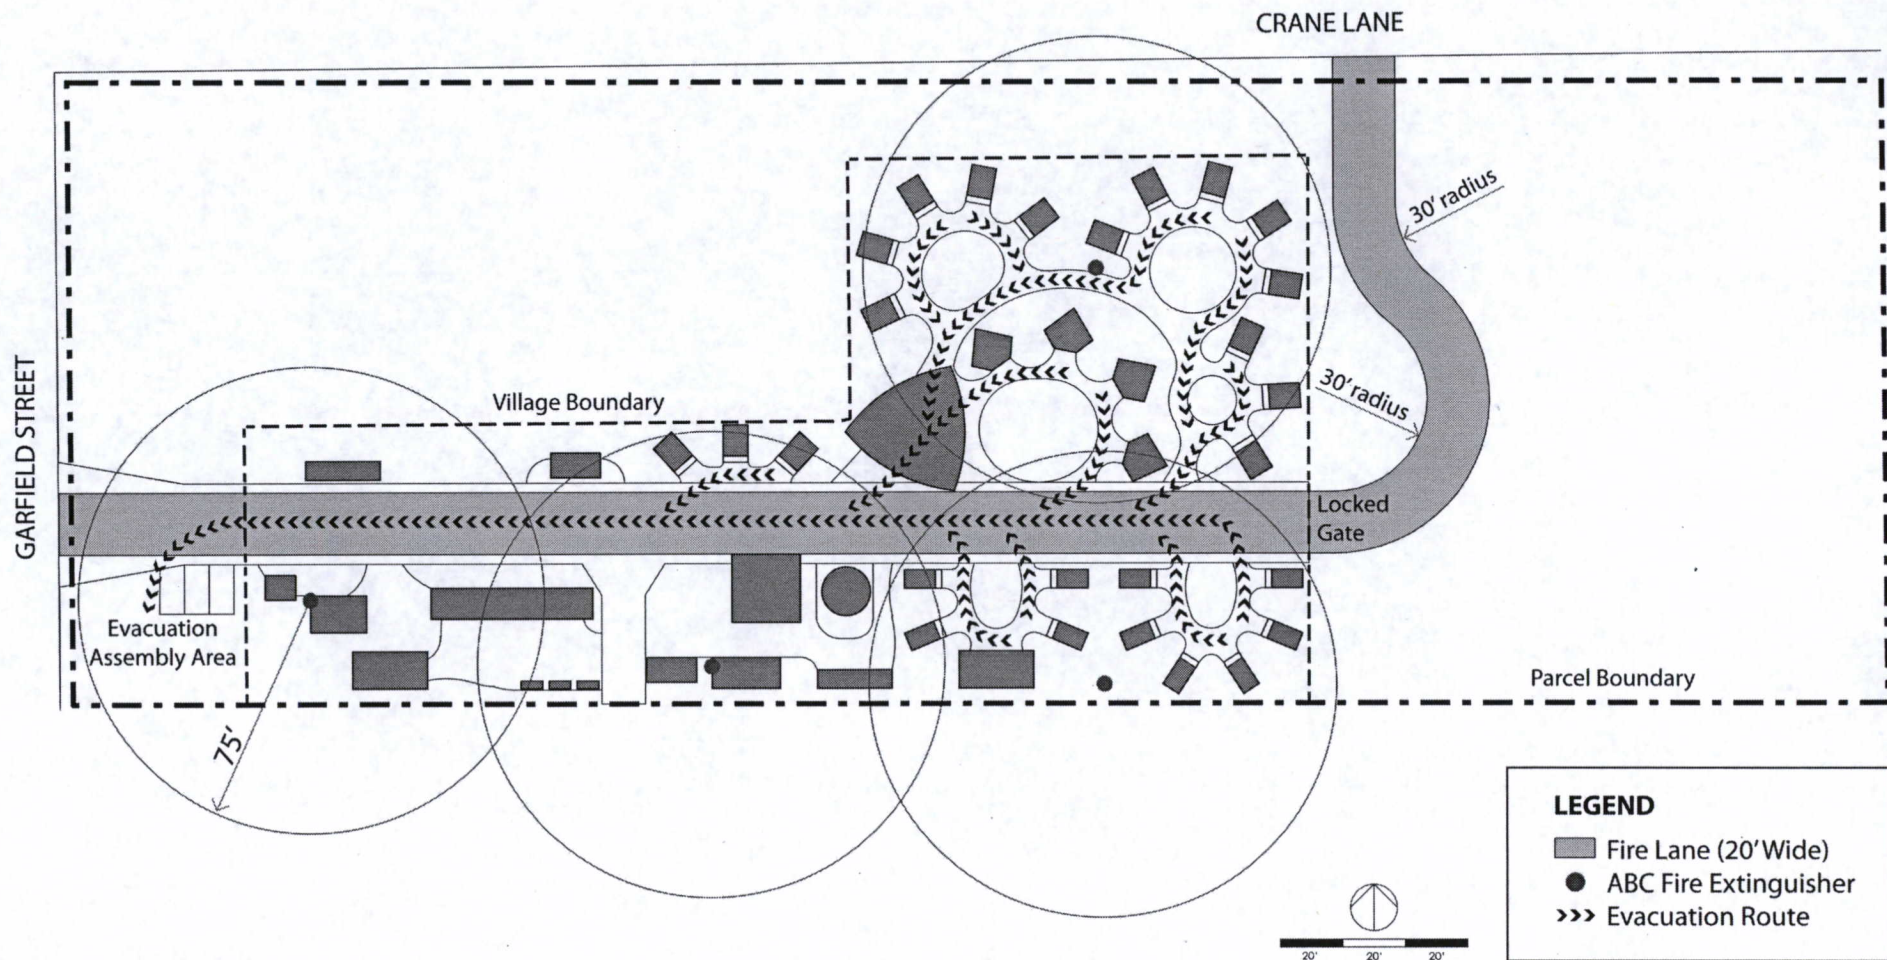 CRANE LANE
30' radius
GARFIELD STREET
Village Boundary
30' radius
Locked
Gate
Evacuation
Assembly Area
75'
Parcel Boundary
LEGEND
Fire Lane (20' Wide)
ABC Fire Extinguisher
Evacuation Route
20' 20' 20'